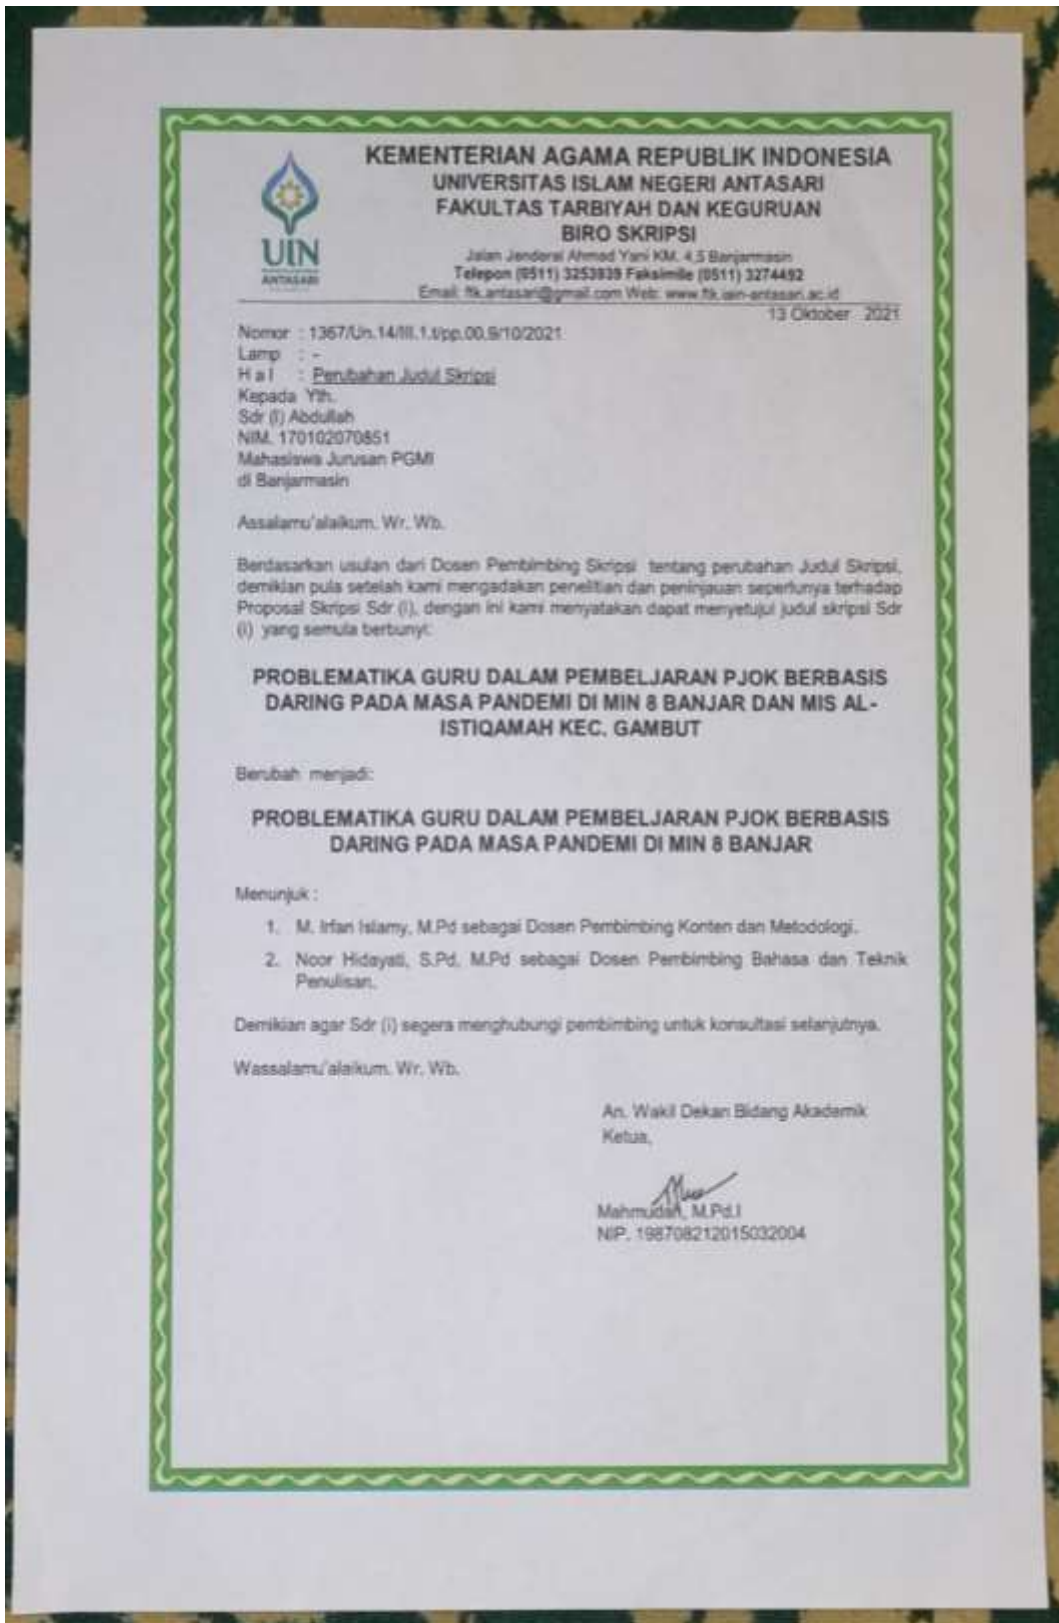 KEMENTERIAN AGAMA REPUBLIK INDONESIA
UNIVERSITAS ISLAM NEGERI ANTASARI
FAKULTAS TARBIYAH DAN KEGURUAN
BIRO SKRIPSI
UIN
ANTASARI
Jalan Jenderal Ahmad Yani KM. 4,5 Banjarmasin
Telepon (0511) 3253939 Faksimile (0511) 3274492
Email: ftk.antasari@gmail.com Web: www.ftk.iain-antasari.ac.id
13 Oktober 2021
Nomor : 1367/Un.14/III.1.t/pp.00.9/10/2021
Lamp : -
H a l : Perubahan Judul Skripsi
Kepada Yth.
Sdr (i) Abdullah
NIM. 170102070851
Mahasiswa Jurusan PGMI
di Banjarmasin
Assalamu'alaikum. Wr. Wb.
Berdasarkan usulan dari Dosen Pembimbing Skripsi tentang perubahan Judul Skripsi,
demikian pula setelah kami mengadakan penelitian dan peninjauan seperlunya terhadap
Proposal Skripsi Sdr (i), dengan ini kami menyatakan dapat menyetujui judul skripsi Sdr
(i) yang semula berbunyi:
PROBLEMATIKA GURU DALAM PEMBELJARAN PJOK BERBASIS
DARING PADA MASA PANDEMI DI MIN 8 BANJAR DAN MIS AL-
ISTIQAMAH KEC. GAMBUT
Berubah menjadi:
PROBLEMATIKA GURU DALAM PEMBELJARAN PJOK BERBASIS
DARING PADA MASA PANDEMI DI MIN 8 BANJAR
Menunjuk :
1. M. Irfan Islamy, M.Pd sebagai Dosen Pembimbing Konten dan Metodologi.
2. Noor Hidayati, S.Pd, M.Pd sebagai Dosen Pembimbing Bahasa dan Teknik
Penulisan.
Demikian agar Sdr (i) segera menghubungi pembimbing untuk konsultasi selanjutnya.
Wassalamu'alaikum. Wr. Wb.
An. Wakil Dekan Bidang Akademik
Ketua,
Mahmudah, M.Pd.I
NIP. 198708212015032004